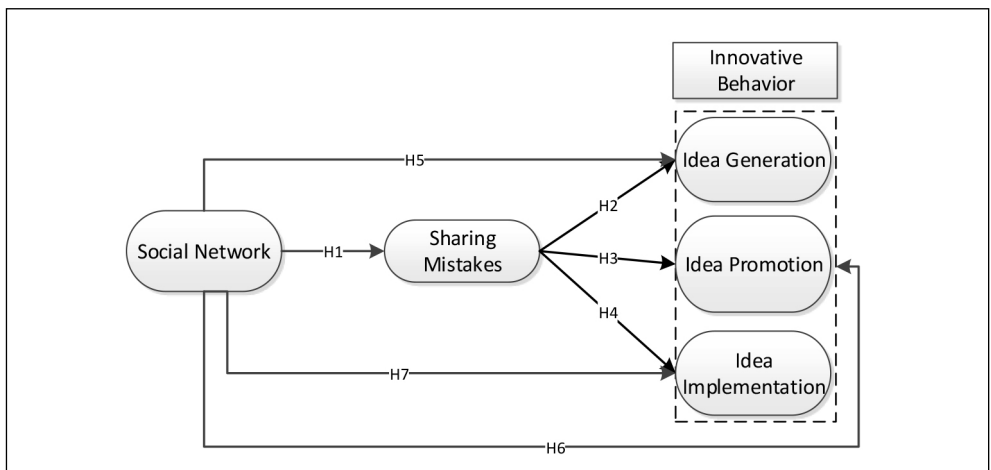 Innovative
Behavior
H5
Idea Generation
H2
Social Network
H1
Sharing
Mistakes
H3
Idea Promotion
H4
H7
Idea
Implementation
H6